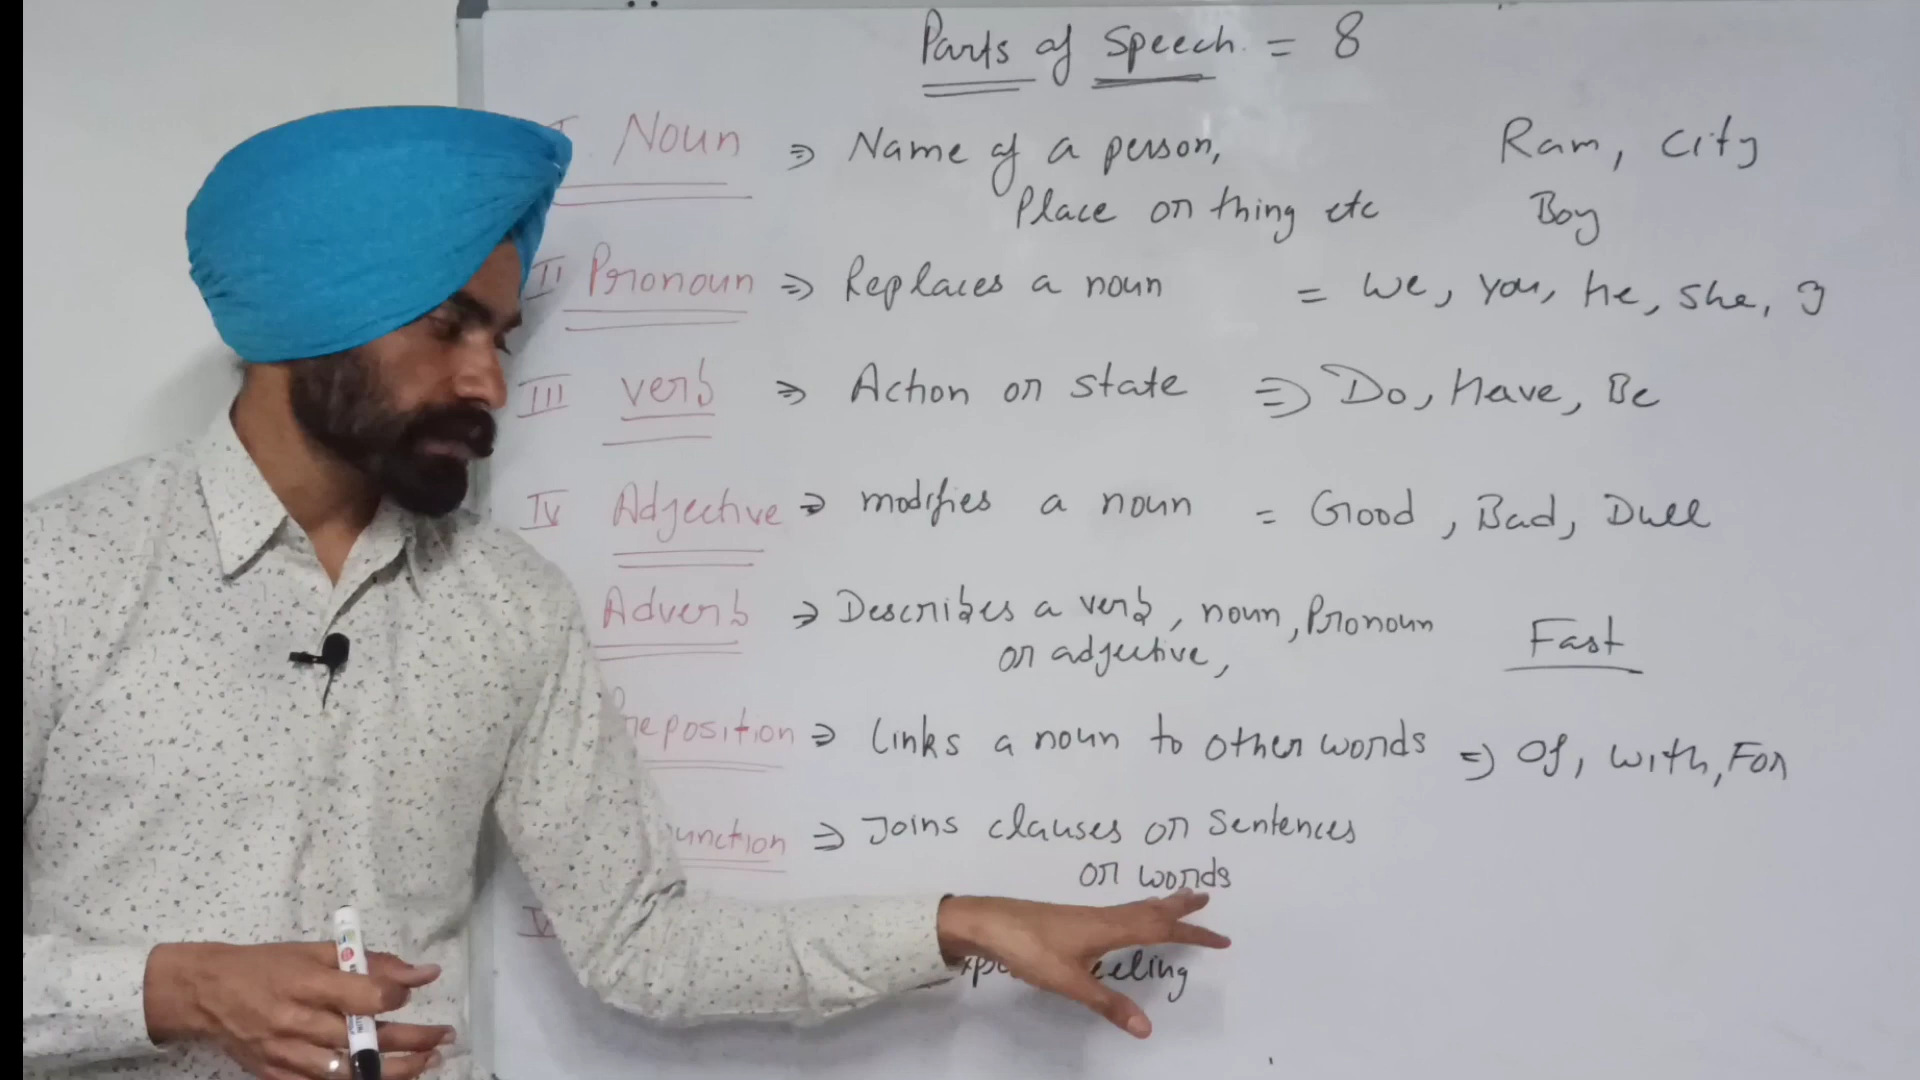 Parts of Speech = 8
I Noun ⇒ Name of a person, Ram, City
Place or thing etc Boy
II Pronoun ⇒ Replaces a noun = We, You, He, She, I
III verb ⇒ Action or state ⇒ Do, Have, Be
IV Adjective ⇒ modifies a noun = Good, Bad, Dull
Adverb ⇒ Describes a verb, noun, Pronoun Fast
or adjective,
reposition ⇒ Links a noun to other words ⇒ Of, With, For
unction ⇒ Joins clauses or Sentences
or words
eeling